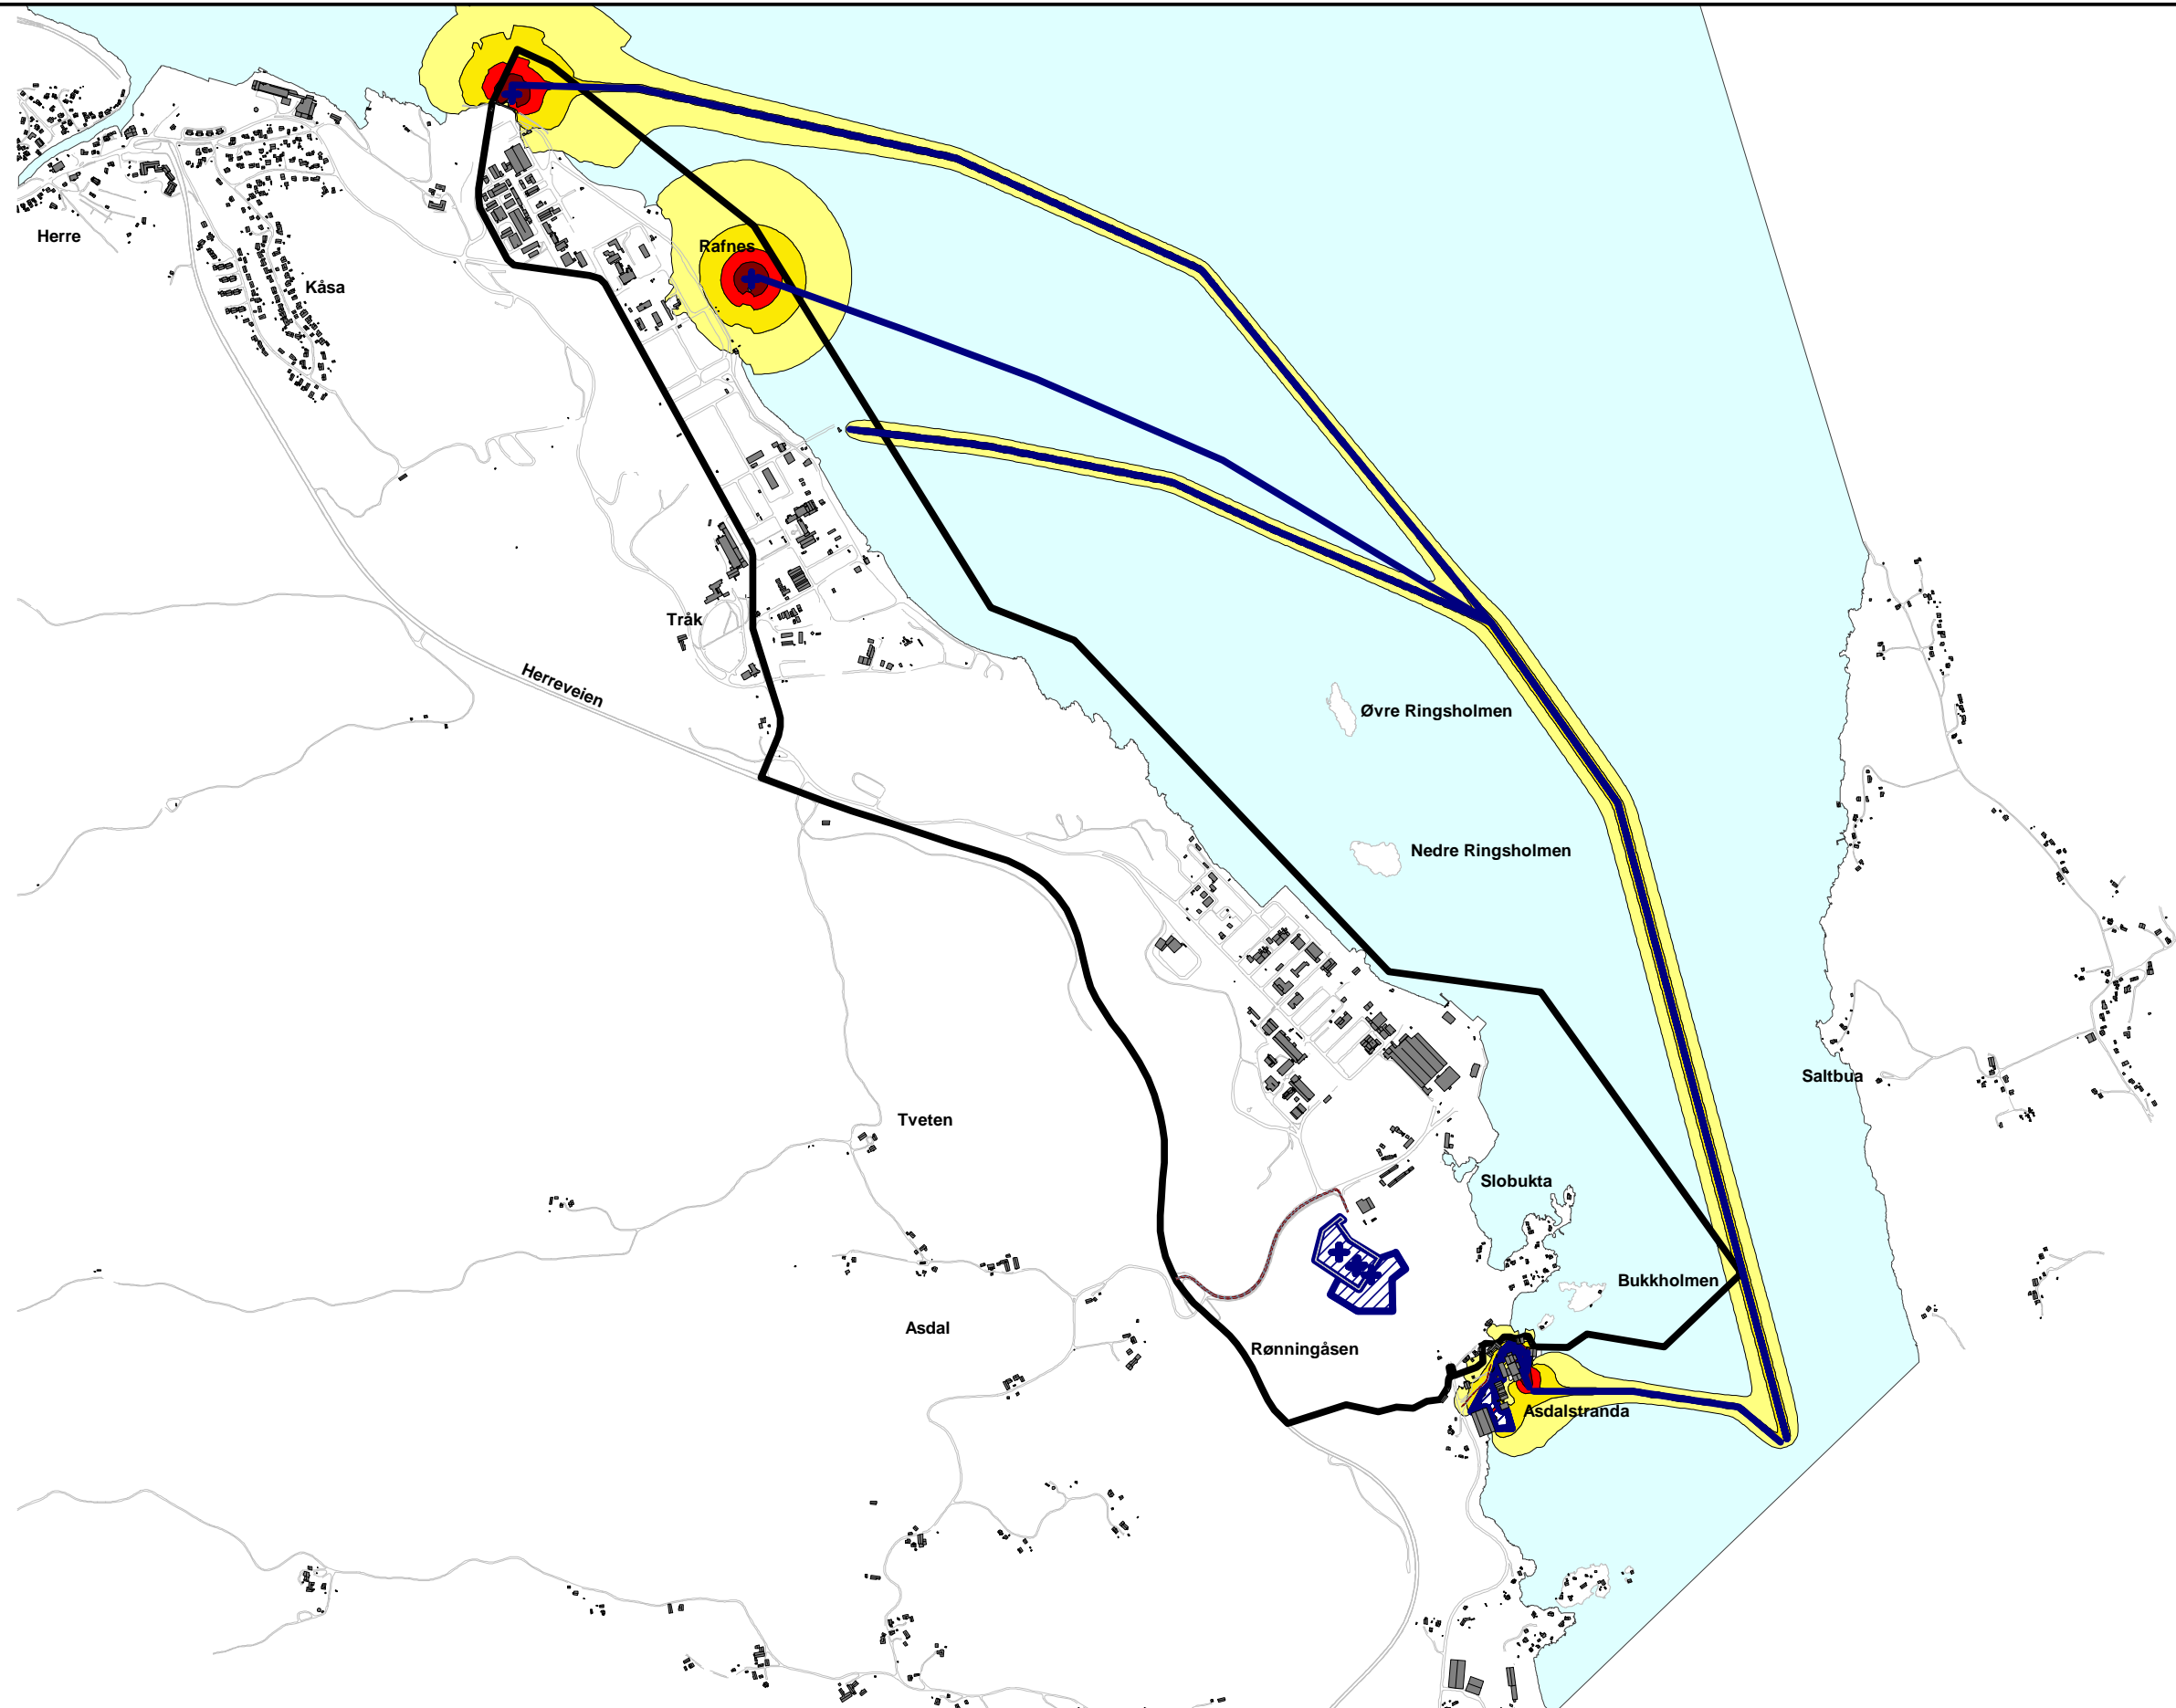 Herre
Rafnes
Kåsa
Tråk
Herreveien
Øvre Ringsholmen
Nedre Ringsholmen
Saltbua
Tveten
Slobukta
Bukkholmen
Asdal
Rønningåsen
Asdalstranda